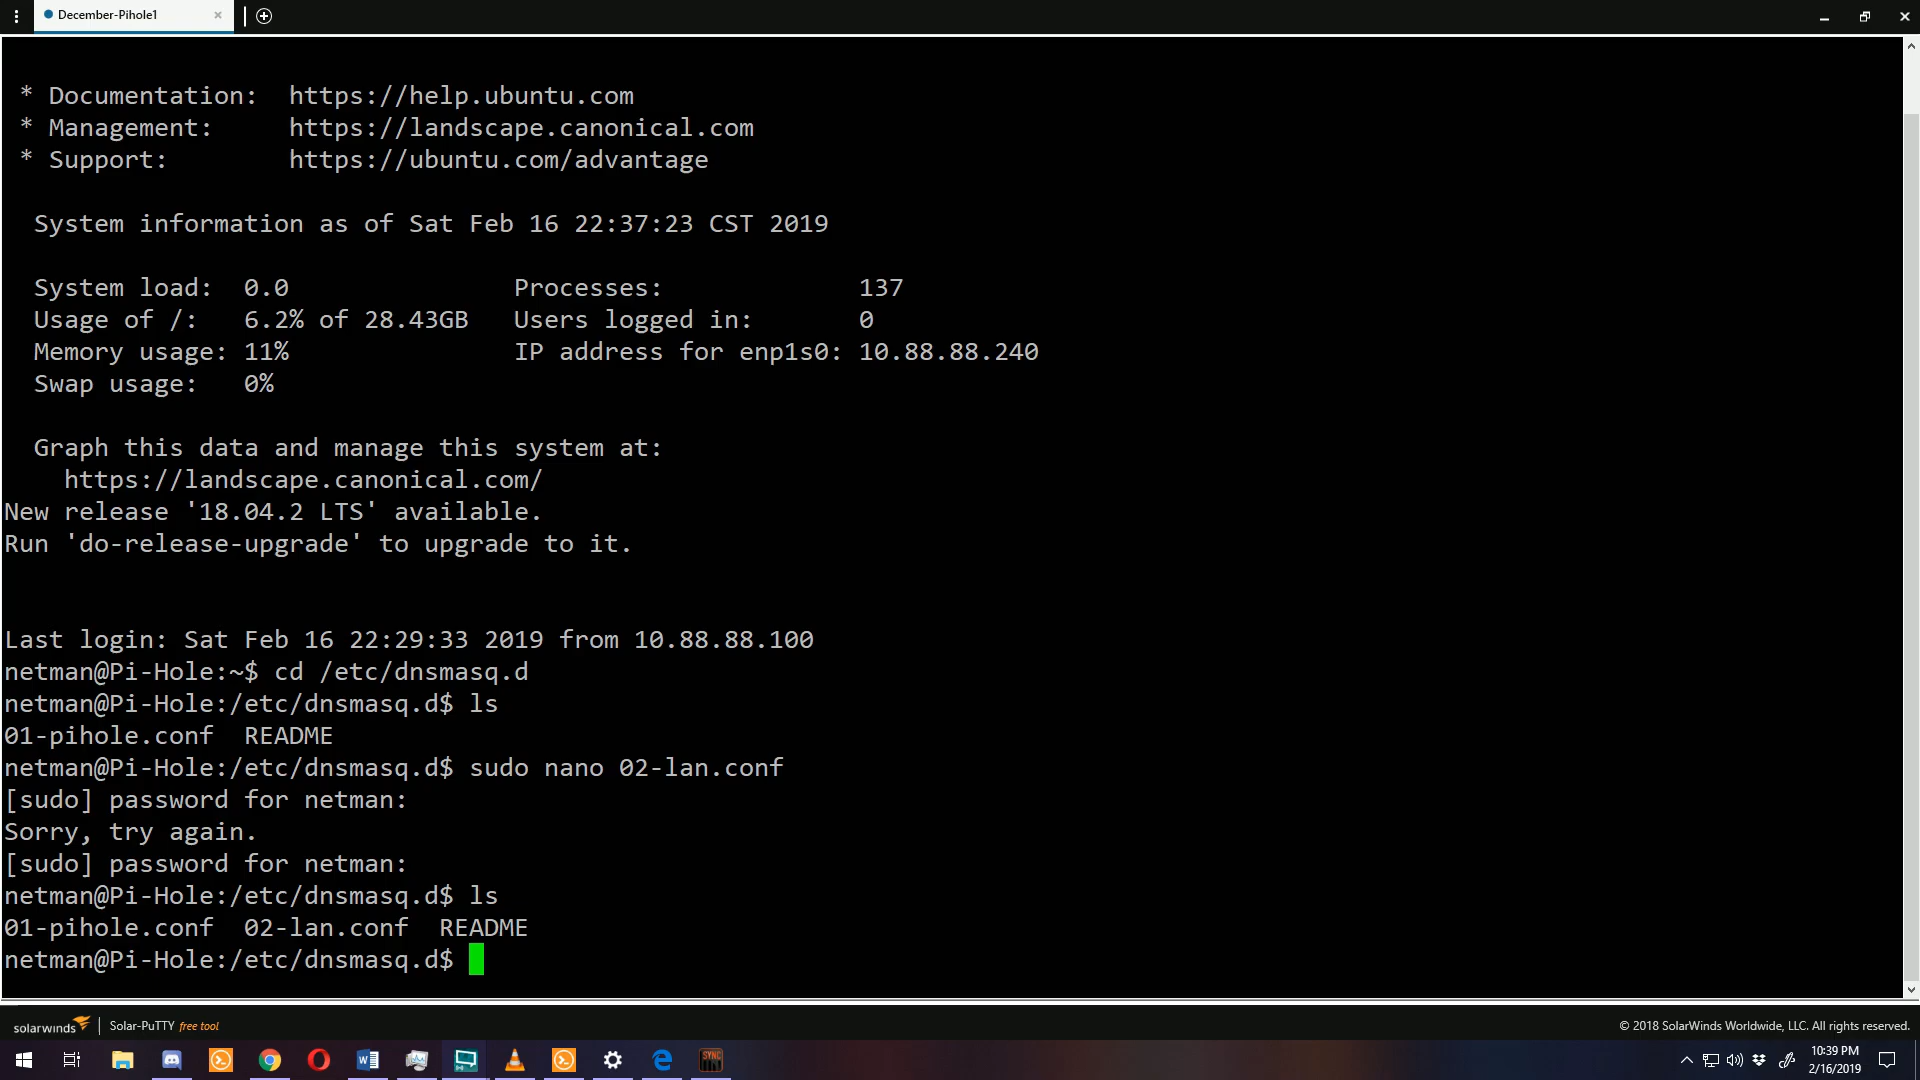 December-Pihole1
* Documentation:  https://help.ubuntu.com
* Management:     https://landscape.canonical.com
* Support:        https://ubuntu.com/advantage
System information as of Sat Feb 16 22:37:23 CST 2019
System load:  0.0               Processes:             137
Usage of /:   6.2% of 28.43GB   Users logged in:       0
Memory usage: 11%               IP address for enp1s0: 10.88.88.240
Swap usage:   0%
Graph this data and manage this system at:
https://landscape.canonical.com/
New release '18.04.2 LTS' available.
Run 'do-release-upgrade' to upgrade to it.
Last login: Sat Feb 16 22:29:33 2019 from 10.88.88.100
netman@Pi-Hole:~$ cd /etc/dnsmasq.d
netman@Pi-Hole:/etc/dnsmasq.d$ ls
01-pihole.conf  README
netman@Pi-Hole:/etc/dnsmasq.d$ sudo nano 02-lan.conf
[sudo] password for netman:
Sorry, try again.
[sudo] password for netman:
netman@Pi-Hole:/etc/dnsmasq.d$ ls
01-pihole.conf  02-lan.conf  README
netman@Pi-Hole:/etc/dnsmasq.d$
solarwinds | Solar-PuTTY free tool
© 2018 SolarWinds Worldwide, LLC. All rights reserved.
SYNC
10:39 PM
2/16/2019